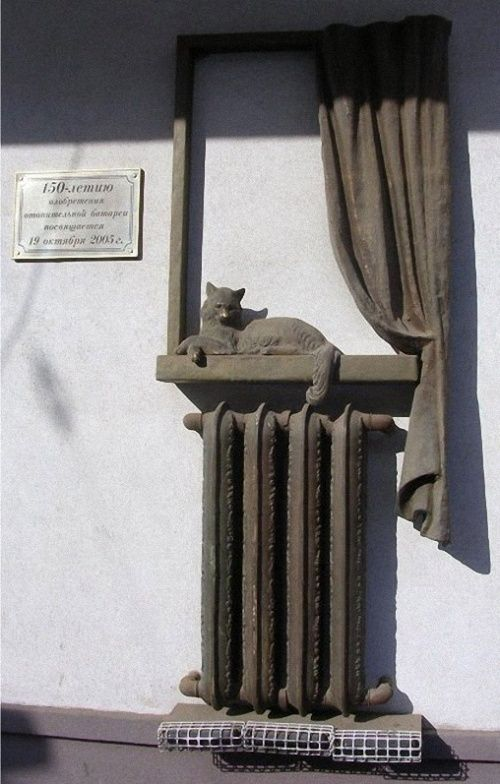 150-летию
изобретения
отопительной батареи
посвящается
19 октября 2005 г.